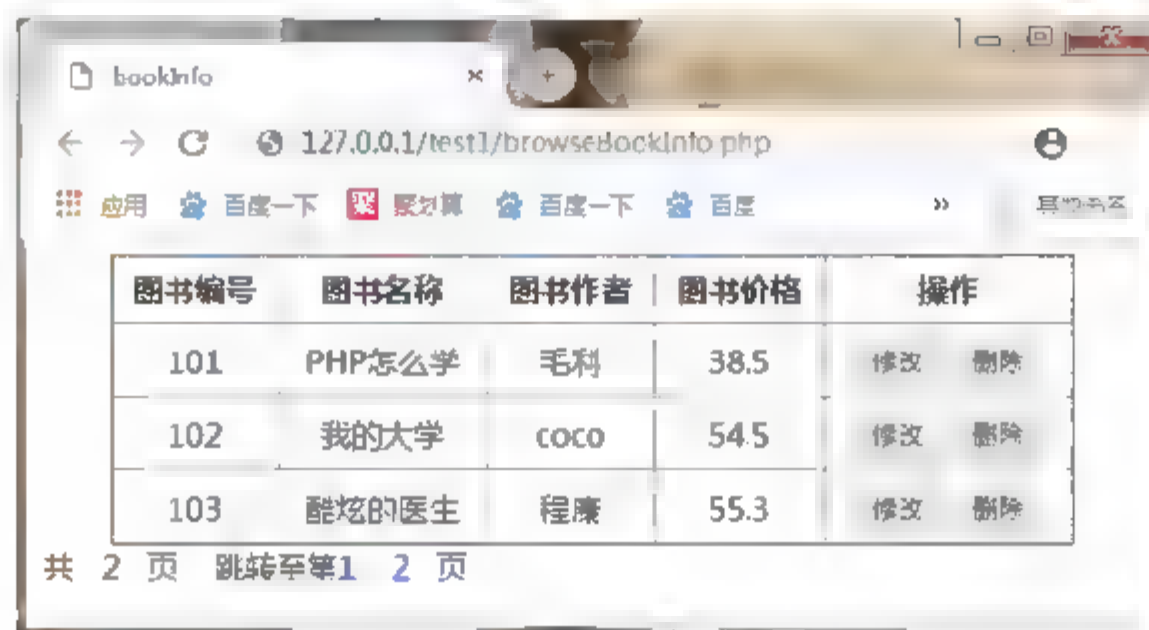 bookInfo
127.0.0.1/test1/browseBookInfo.php
应用 百度一下 聚划算 百度一下 百度 »
图书编号 图书名称 图书作者 图书价格 操作
101 PHP怎么学 毛科 38.5 修改 删除
102 我的大学 coco 54.5 修改 删除
103 酷炫的医生 程康 55.3 修改 删除
共 2 页 跳转至第1 2 页